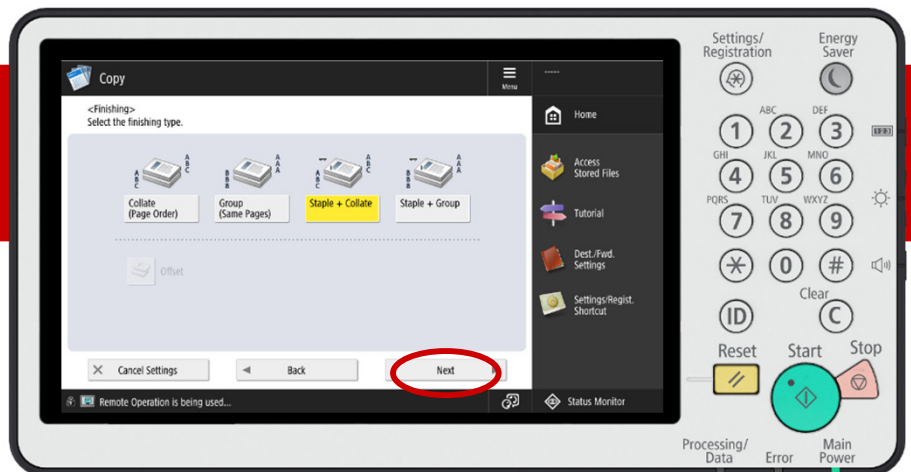 Copy
Menu
-----
<Finishing>
Select the finishing type.
A B C
A B C
B B B
A A A
A B C
A B C
B B B
A A A
Collate
(Page Order)
Group
(Same Pages)
Staple + Collate
Staple + Group
Offset
Cancel Settings
Back
Next
Remote Operation is being used...
Home
Access
Stored Files
Tutorial
Dest./Fwd.
Settings
Settings/Regist.
Shortcut
Status Monitor
Settings/
Registration
Energy
Saver
ABC
DEF
1
2
3
GHI
JKL
MNO
4
5
6
PQRS
TUV
WXYZ
7
8
9
0
#
Clear
ID
C
Reset
Start
Stop
Processing/
Data
Error
Main
Power